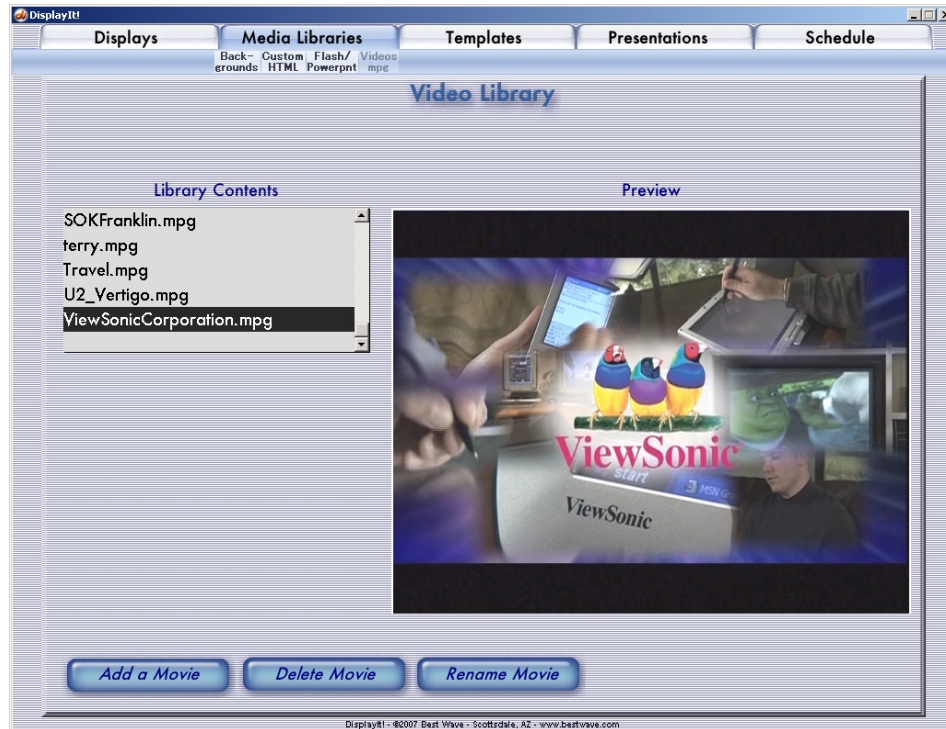 DisplayIt!
Displays Media Libraries Templates Presentations Schedule
Back-grounds Custom HTML Flash/ Powerpnt Videos mpg
Video Library
Library Contents
Preview
SOKFranklin.mpg
terry.mpg
Travel.mpg
U2_Vertigo.mpg
ViewSonicCorporation.mpg
ViewSonic
start
MSN
ViewSonic
Add a Movie Delete Movie Rename Movie
DisplayIt! - ©2007 Best Wave - Scottsdale, AZ - www.bestwave.com